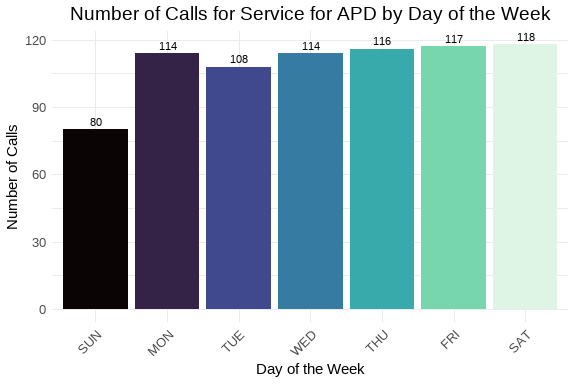 Number of Calls for Service for APD by Day of the Week
Number of Calls
120
90
60
30
0
80
114
108
114
116
117
118
SUN
MON
TUE
WED
THU
FRI
SAT
Day of the Week